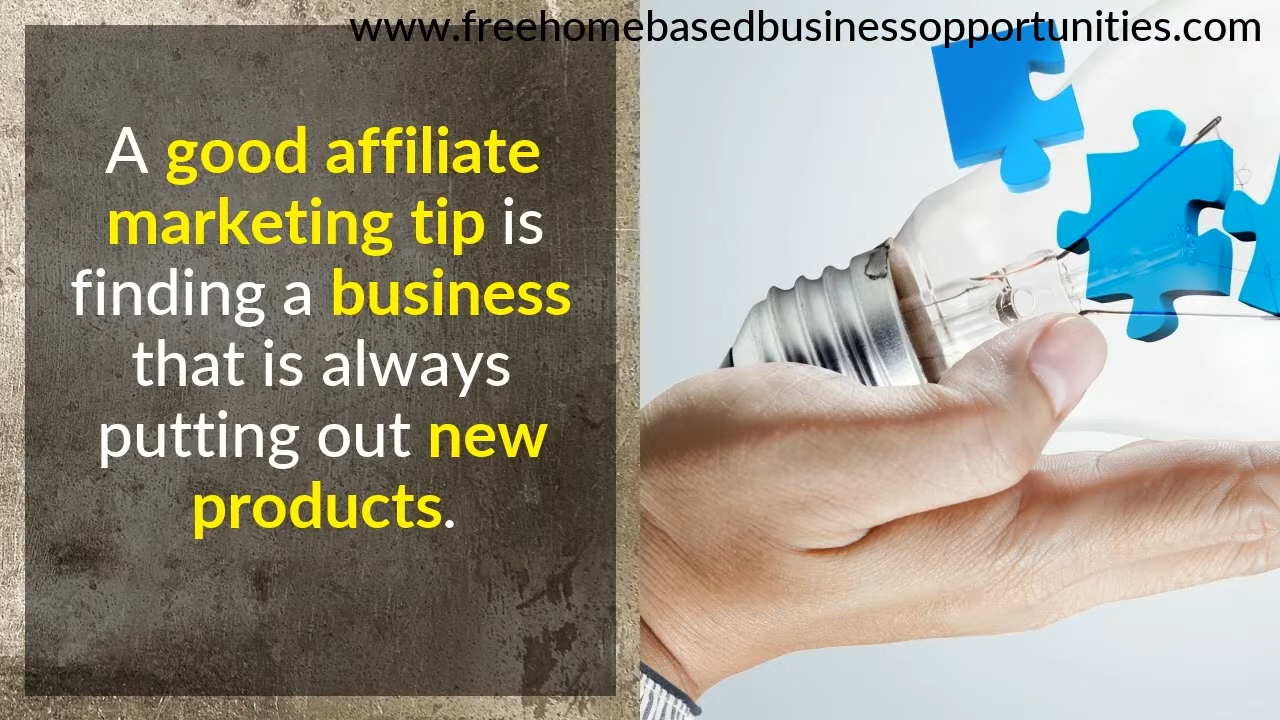 www.freehomebasedbusinessopportunities.com
A good affiliate
marketing tip is
finding a business
that is always
putting out new
products.